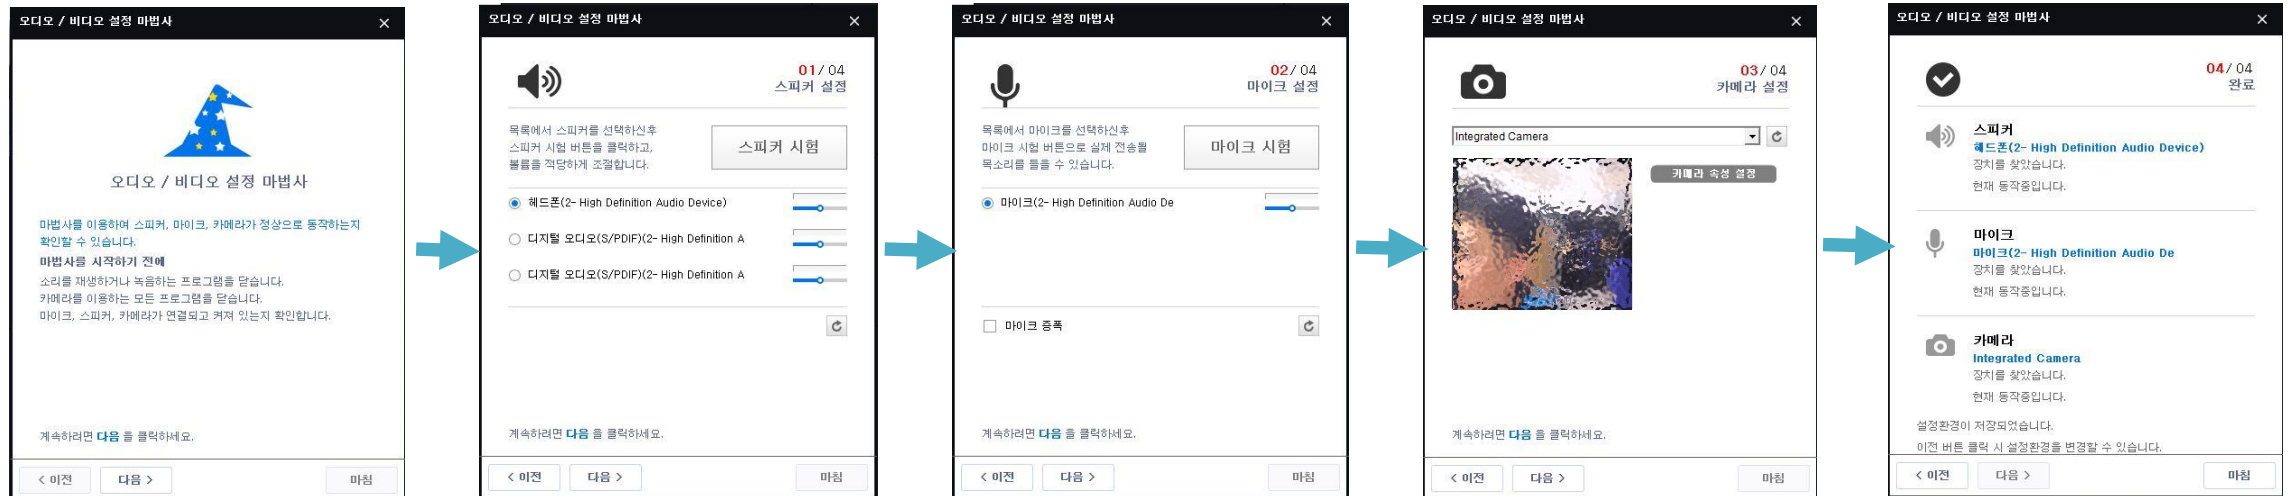 오디오 / 비디오 설정 마법사
오디오 / 비디오 설정 마법사
마법사를 이용하여 스피커, 마이크, 카메라가 정상으로 동작하는지
확인할 수 있습니다.
마법사를 시작하기 전에
소리를 재생하거나 녹음하는 프로그램을 닫습니다.
카메라를 이용하는 모든 프로그램을 닫습니다.
마이크, 스피커, 카메라가 연결되고 켜져 있는지 확인합니다.
계속하려면 다음 을 클릭하세요.
< 이전 다음 > 마침
오디오 / 비디오 설정 마법사
01/ 04
스피커 설정
목록에서 스피커를 선택하신후
스피커 시험 버튼을 클릭하고,
볼륨을 적당하게 조절합니다.
스피커 시험
헤드폰(2- High Definition Audio Device)
디지털 오디오(S/PDIF)(2- High Definition A
디지털 오디오(S/PDIF)(2- High Definition A
계속하려면 다음 을 클릭하세요.
< 이전 다음 > 마침
오디오 / 비디오 설정 마법사
02/ 04
마이크 설정
목록에서 마이크를 선택하신후
마이크 시험 버튼으로 실제 전송될
목소리를 들을 수 있습니다.
마이크 시험
마이크(2- High Definition Audio De
마이크 증폭
계속하려면 다음 을 클릭하세요.
< 이전 다음 > 마침
오디오 / 비디오 설정 마법사
03/ 04
카메라 설정
Integrated Camera
카메라 속성 설정
계속하려면 다음 을 클릭하세요.
< 이전 다음 > 마침
오디오 / 비디오 설정 마법사
04/ 04
완료
스피커
헤드폰(2- High Definition Audio Device)
장치를 찾았습니다.
현재 동작중입니다.
마이크
마이크(2- High Definition Audio De
장치를 찾았습니다.
현재 동작중입니다.
카메라
Integrated Camera
장치를 찾았습니다.
현재 동작중입니다.
설정환경이 저장되었습니다.
이전 버튼 클릭 시 설정환경을 변경할 수 있습니다.
< 이전 다음 > 마침